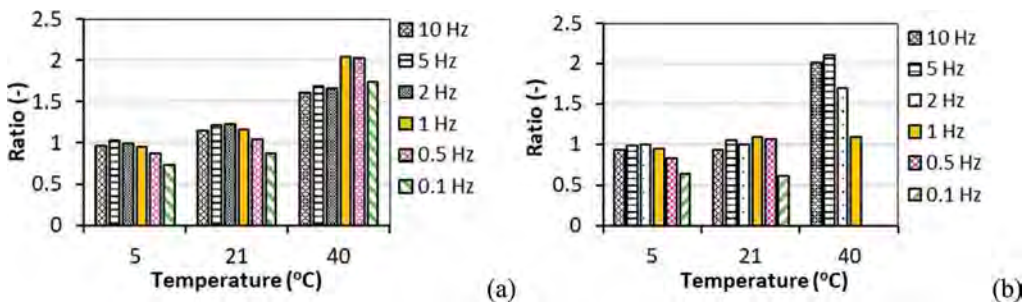 2.5
2
1.5
1
0.5
0
Ratio (-)
5 21 40
Temperature (°C)
10 Hz
5 Hz
2 Hz
1 Hz
0.5 Hz
0.1 Hz
(a)
2.5
2
1.5
1
0.5
0
Ratio (-)
5 21 40
Temperature (°C)
10 Hz
5 Hz
2 Hz
1 Hz
0.5 Hz
0.1 Hz
(b)